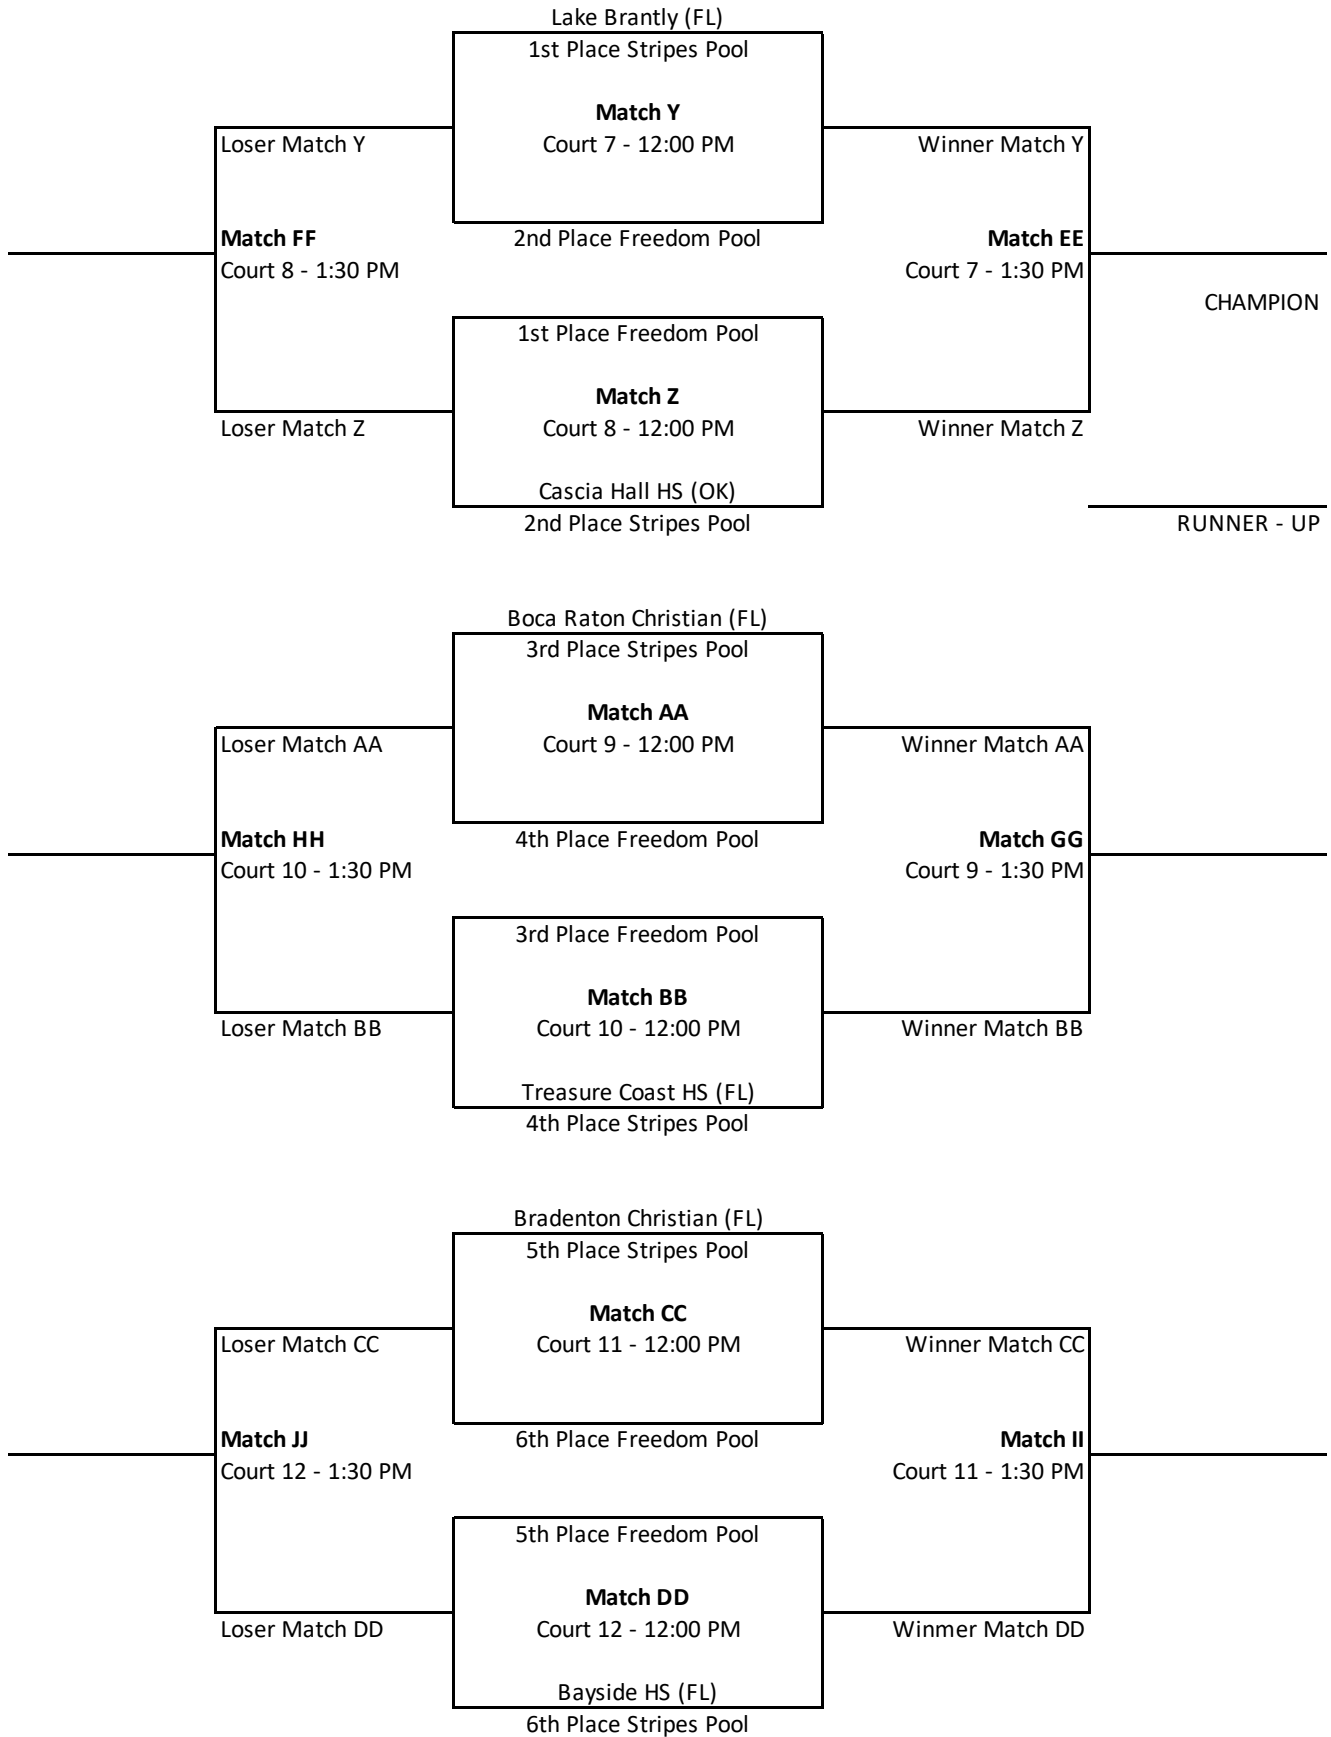 Lake Brantly (FL)
1st Place Stripes Pool
Match Y
Loser Match Y
Court 7 - 12:00 PM
Winner Match Y
Match FF
2nd Place Freedom Pool
Match EE
Court 8 - 1:30 PM
Court 7 - 1:30 PM
CHAMPION
1st Place Freedom Pool
Match Z
Loser Match Z
Court 8 - 12:00 PM
Winner Match Z
Cascia Hall HS (OK)
2nd Place Stripes Pool
RUNNER - UP
Boca Raton Christian (FL)
3rd Place Stripes Pool
Match AA
Loser Match AA
Court 9 - 12:00 PM
Winner Match AA
Match HH
4th Place Freedom Pool
Match GG
Court 10 - 1:30 PM
Court 9 - 1:30 PM
3rd Place Freedom Pool
Match BB
Loser Match BB
Court 10 - 12:00 PM
Winner Match BB
Treasure Coast HS (FL)
4th Place Stripes Pool
Bradenton Christian (FL)
5th Place Stripes Pool
Match CC
Loser Match CC
Court 11 - 12:00 PM
Winner Match CC
Match JJ
6th Place Freedom Pool
Match II
Court 12 - 1:30 PM
Court 11 - 1:30 PM
5th Place Freedom Pool
Match DD
Loser Match DD
Court 12 - 12:00 PM
Winmer Match DD
Bayside HS (FL)
6th Place Stripes Pool